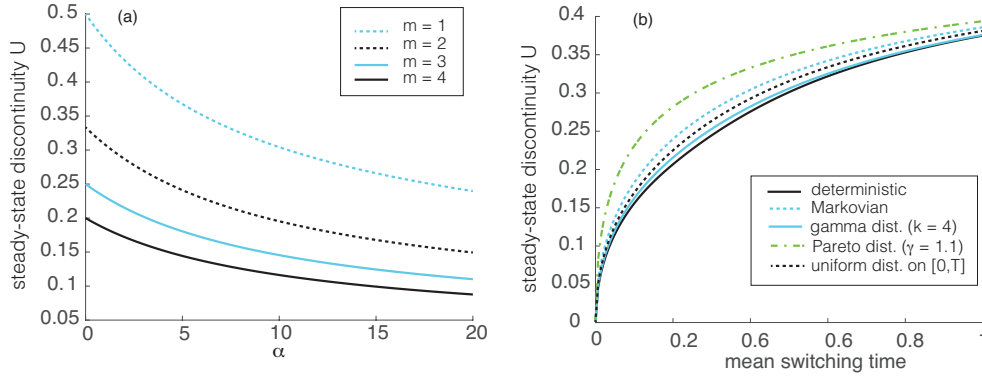 (a)
steady-state discontinuity U
0.5
0.45
0.4
0.35
0.3
0.25
0.2
0.15
0.1
0.05
m = 1
m = 2
m = 3
m = 4
0 5 10 15 20
α
(b)
steady-state discontinuity U
0.4
0.35
0.3
0.25
0.2
0.15
0.1
0.05
0
deterministic
Markovian
gamma dist. (k = 4)
Pareto dist. (γ = 1.1)
uniform dist. on [0,T]
0 0.2 0.6 0.6 0.8 1
mean switching time